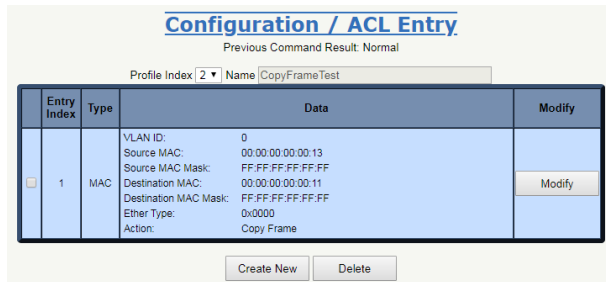 Configuration / ACL Entry
Previous Command Result: Normal
Profile Index 2 Name CopyFrameTest
Entry Index Type Data Modify
VLAN ID: 0
Source MAC: 00:00:00:00:00:13
Source MAC Mask: FF:FF:FF:FF:FF:FF
1 MAC Destination MAC: 00:00:00:00:00:11 Modify
Destination MAC Mask: FF:FF:FF:FF:FF:FF
Ether Type: 0x0000
Action: Copy Frame
Create New Delete